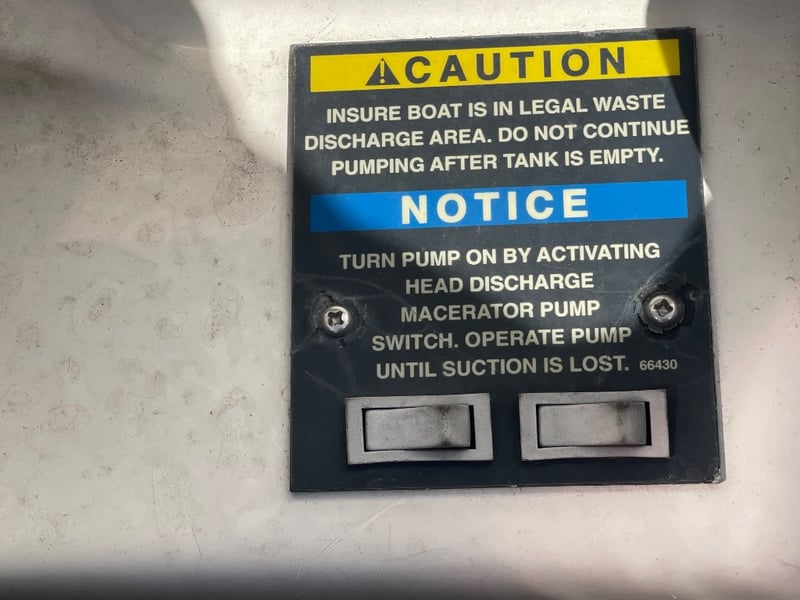 ⚠CAUTION
INSURE BOAT IS IN LEGAL WASTE
DISCHARGE AREA. DO NOT CONTINUE
PUMPING AFTER TANK IS EMPTY.
NOTICE
TURN PUMP ON BY ACTIVATING
HEAD DISCHARGE
MACERATOR PUMP
SWITCH. OPERATE PUMP
UNTIL SUCTION IS LOST. 66430